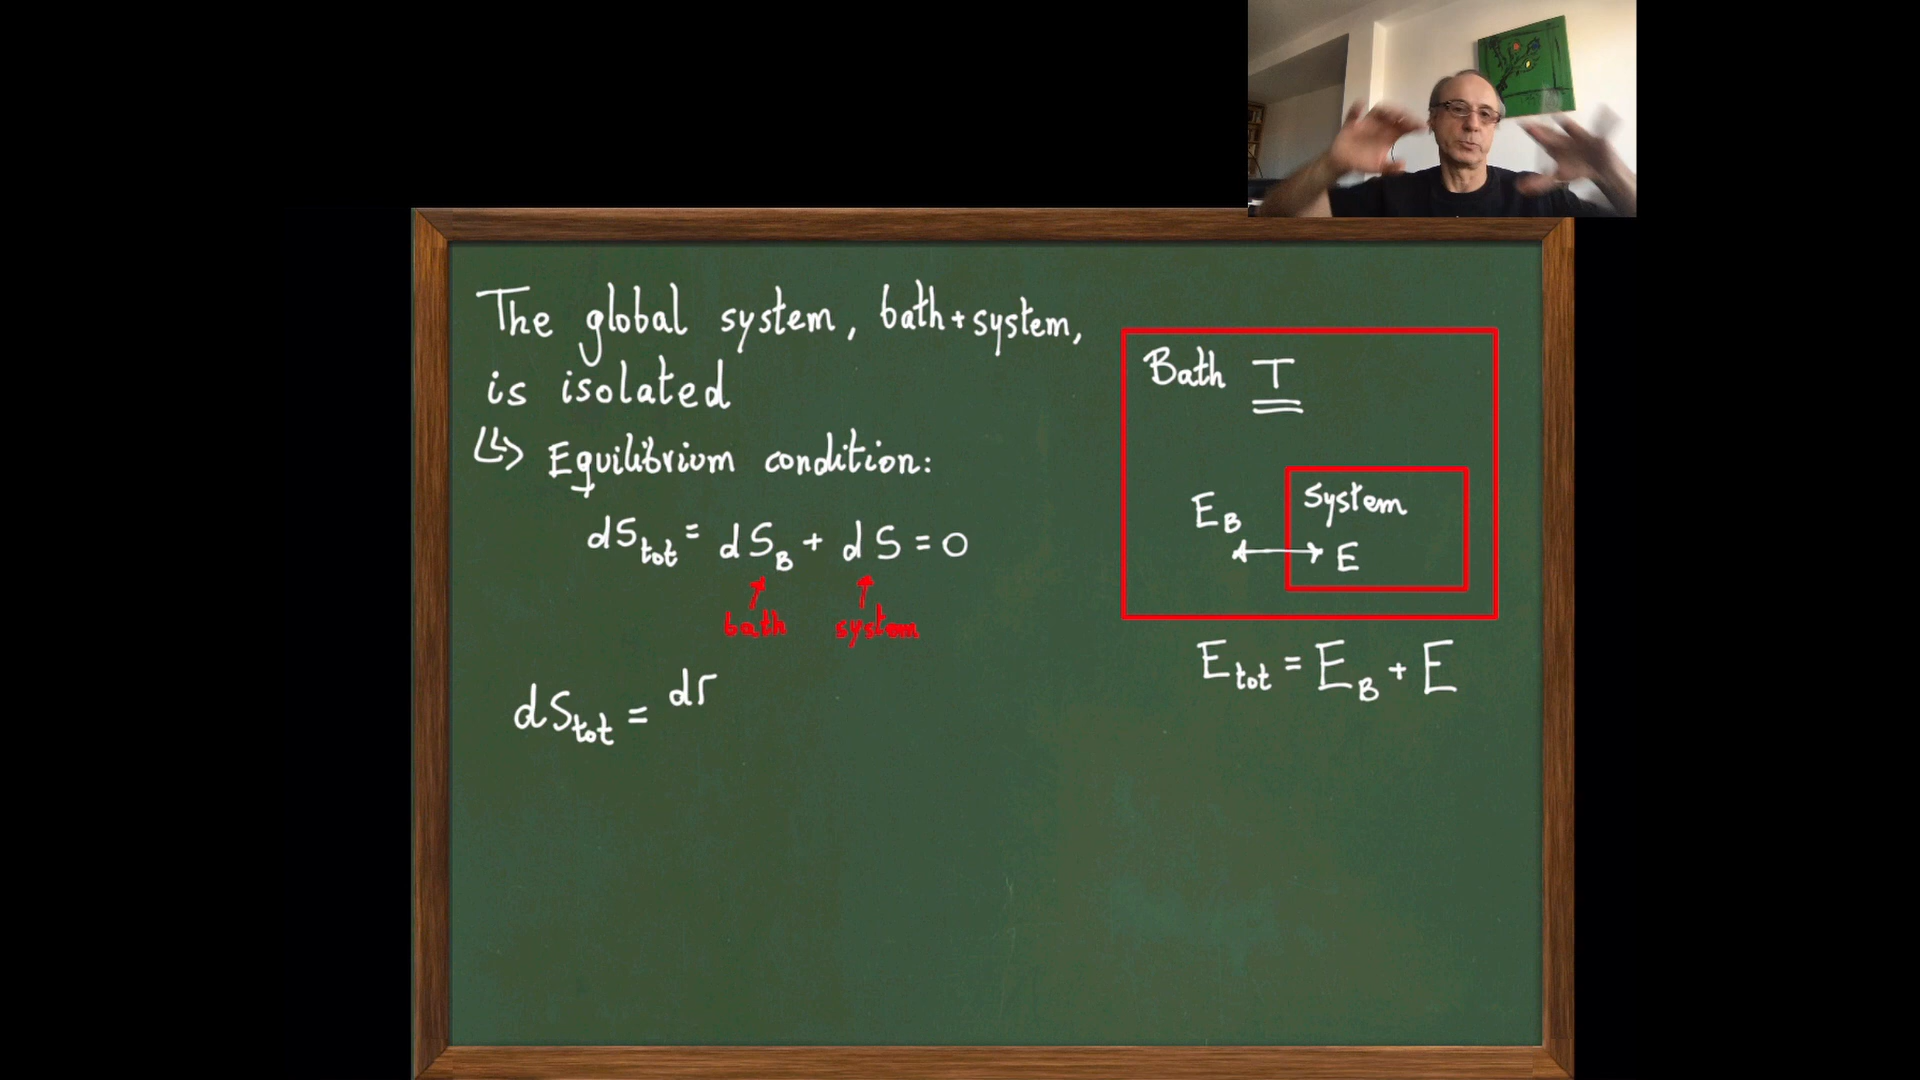 The global system, bath+system,
is isolated
↳ Equilibrium condition:
dS_tot = dS_B + dS = 0
bath system
dS_tot =
Bath T
E_B
System
E
E_tot = E_B + E